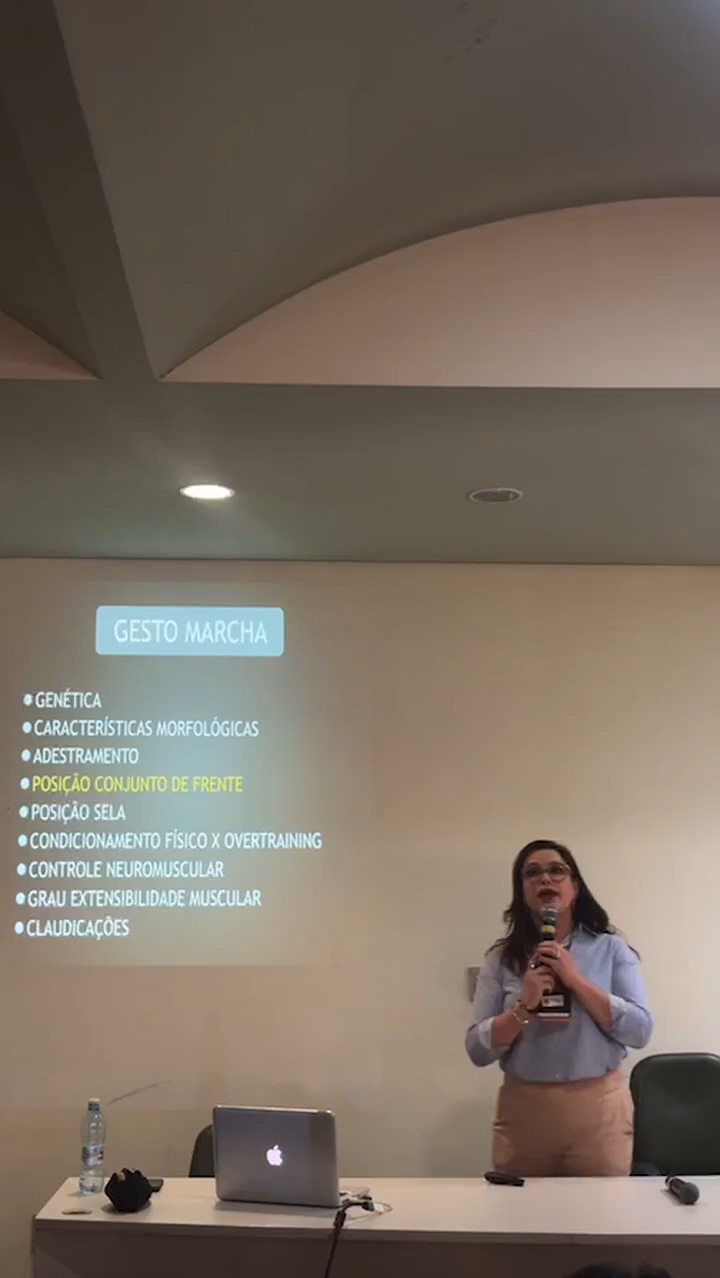 GESTO MARCHA
• GENÉTICA
• CARACTERÍSTICAS MORFOLÓGICAS
• ADESTRAMENTO
• POSIÇÃO CONJUNTO DE FRENTE
• POSIÇÃO SELA
• CONDICIONAMENTO FÍSICO X OVERTRAINING
• CONTROLE NEUROMUSCULAR
• GRAU EXTENSIBILIDADE MUSCULAR
• CLAUDICAÇÕES